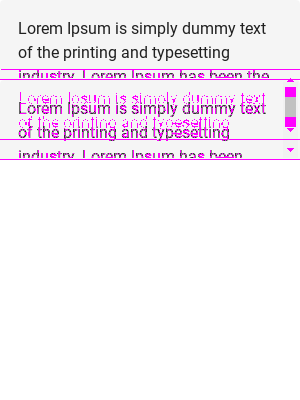 Lorem Ipsum is simply dummy text
of the printing and typesetting
industry. Lorem Ipsum has been the
Lorem Ipsum is simply dummy text
Lorem Ipsum is simply dummy text
of the printing and typesetting
of the printing and typesetting
industry. Lorem Ipsum has been